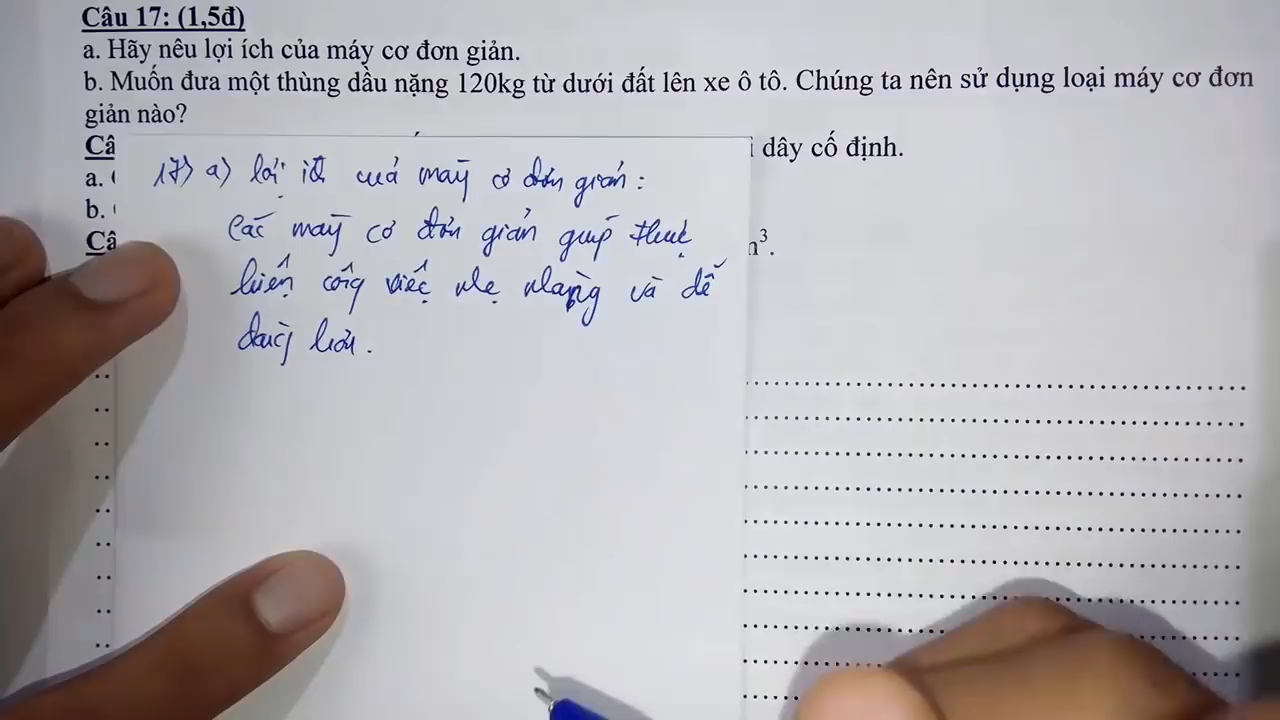 Câu 17: (1,5đ)
a. Hãy nêu lợi ích của máy cơ đơn giản.
b. Muốn đưa một thùng dầu nặng 120kg từ dưới đất lên xe ô tô. Chúng ta nên sử dụng loại máy cơ đơn
giản nào?
Câ dây cố định.
a.
b.
Câ
17) a) lợi ích của máy cơ đơn giản:
Các máy cơ đơn giản giúp thực
hiện công việc nhẹ nhàng và dễ
dàng hơn.